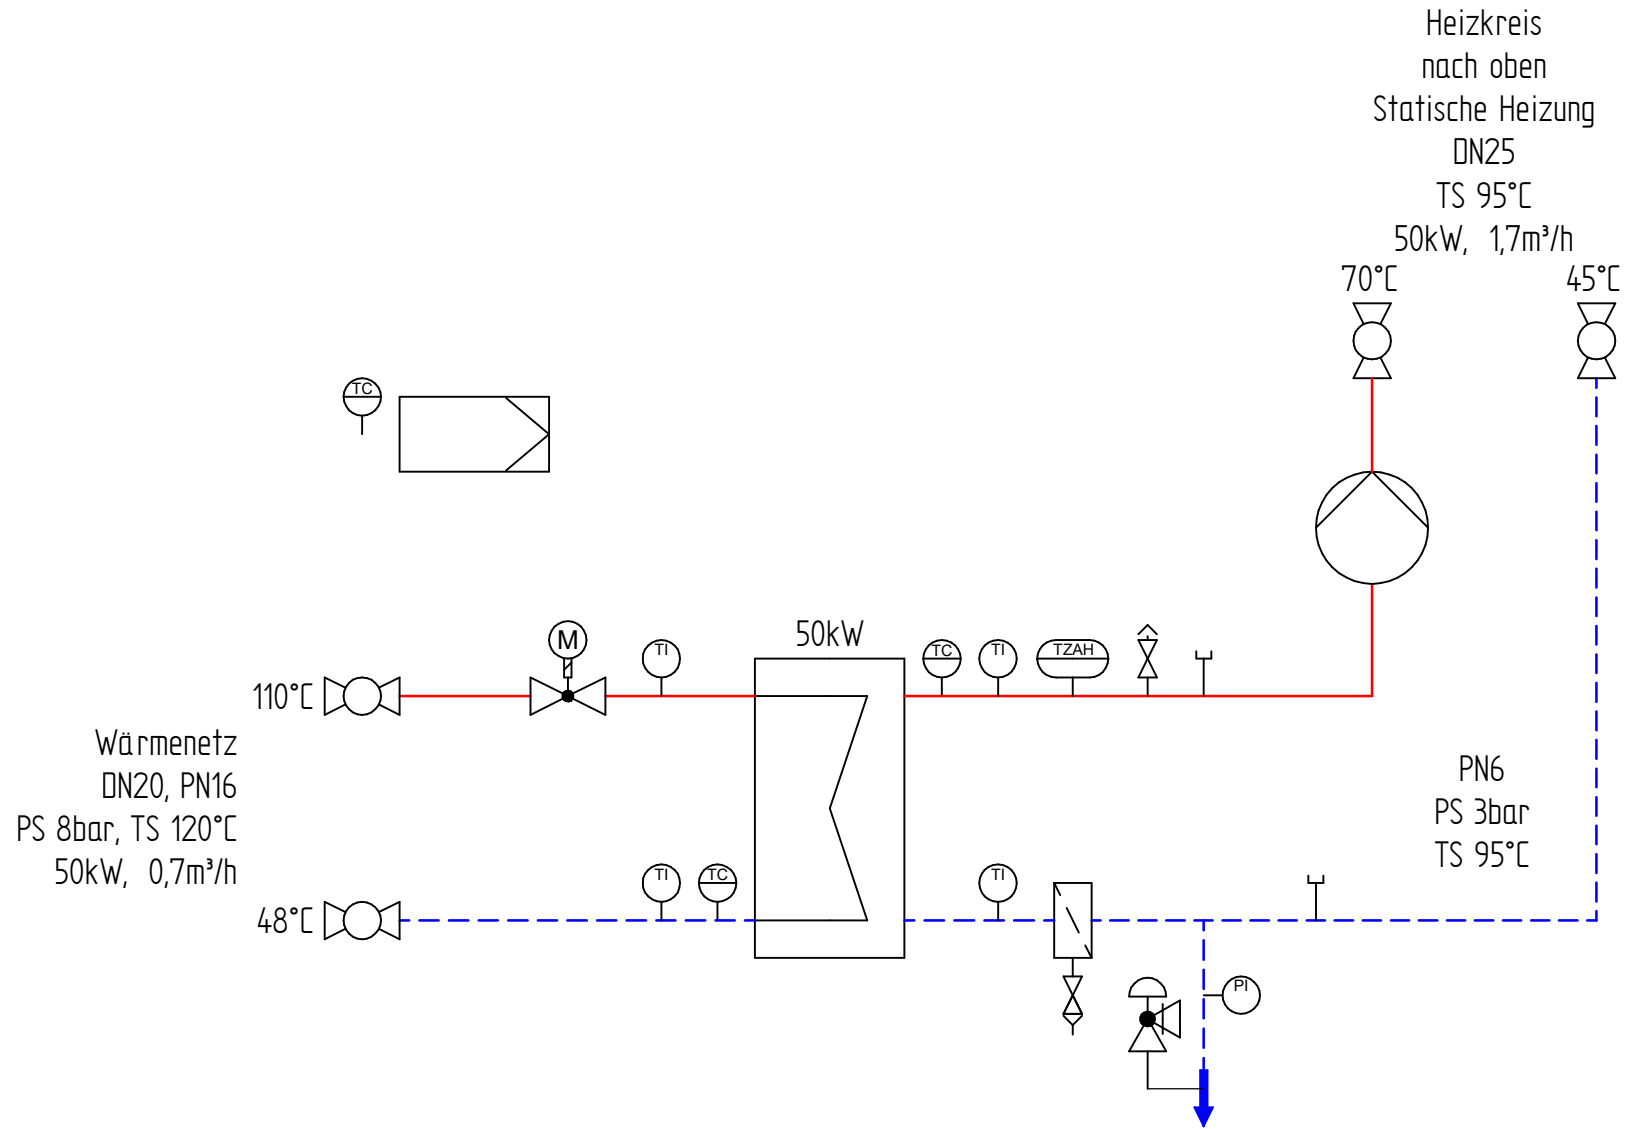 Heizkreis
nach oben
Statische Heizung
DN25
TS 95°C
50kW, 1,7m³/h
70°C
45°C
TC
M
TI
50kW
TC
TI
TZAH
110°C
Wärmenetz
DN20, PN16
PS 8bar, TS 120°C
50kW, 0,7m³/h
48°C
PN6
PS 3bar
TS 95°C
TI
TC
TI
PI